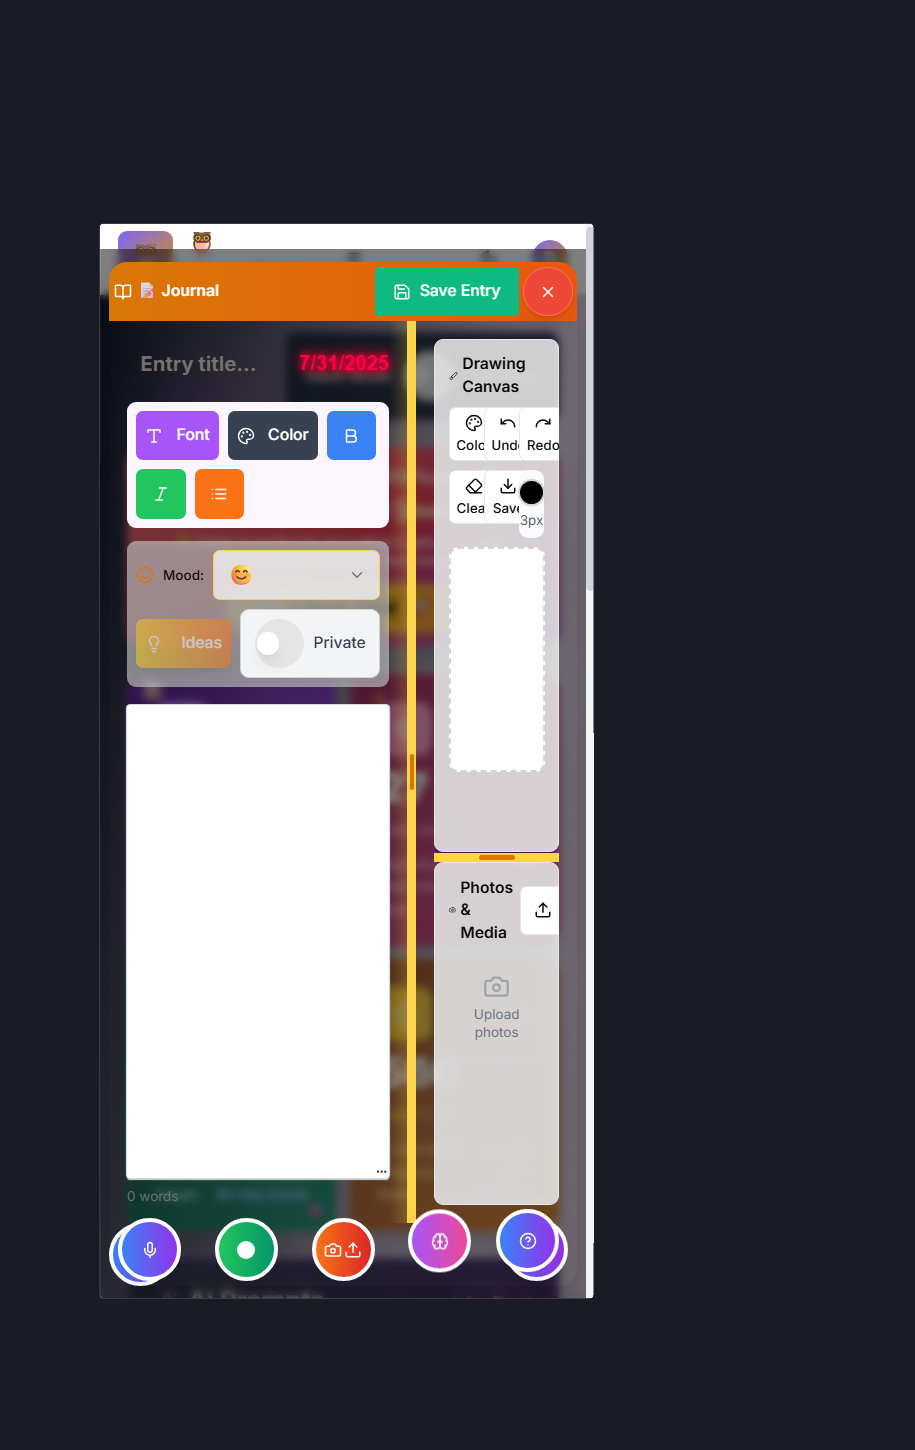 Journal
Save Entry
Entry title...
7/31/2025
Font
Color
B
I
Mood:
Ideas
Private
0 words
Drawing
Canvas
Colo
Undo
Redo
Clea
Save
3px
Photos
&
Media
Upload
photos